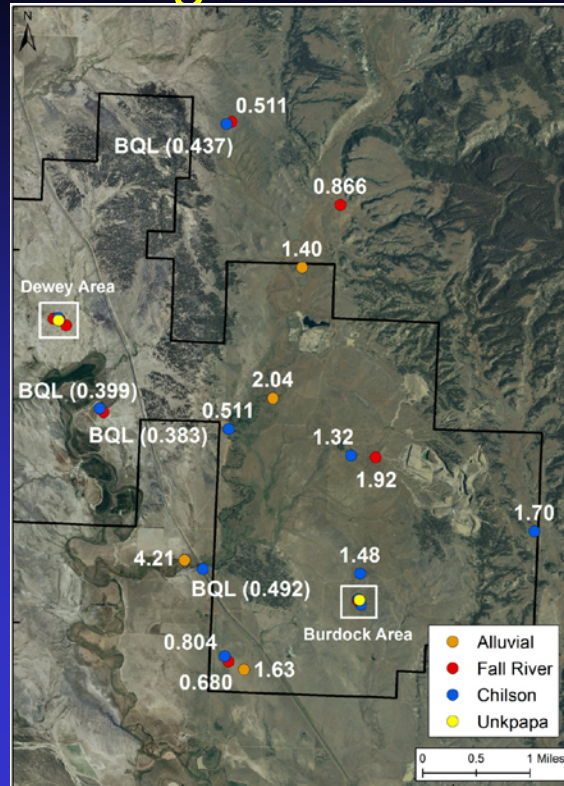 N
0.511
BQL (0.437)
0.866
1.40
Dewey Area
BQL (0.399)
BQL (0.383)
2.04
0.511
1.32
1.92
1.70
4.21
1.48
BQL (0.492)
Burdock Area
0.804
0.680
1.63
Alluvial
Fall River
Chilson
Unkpapa
0 0.5 1 Miles